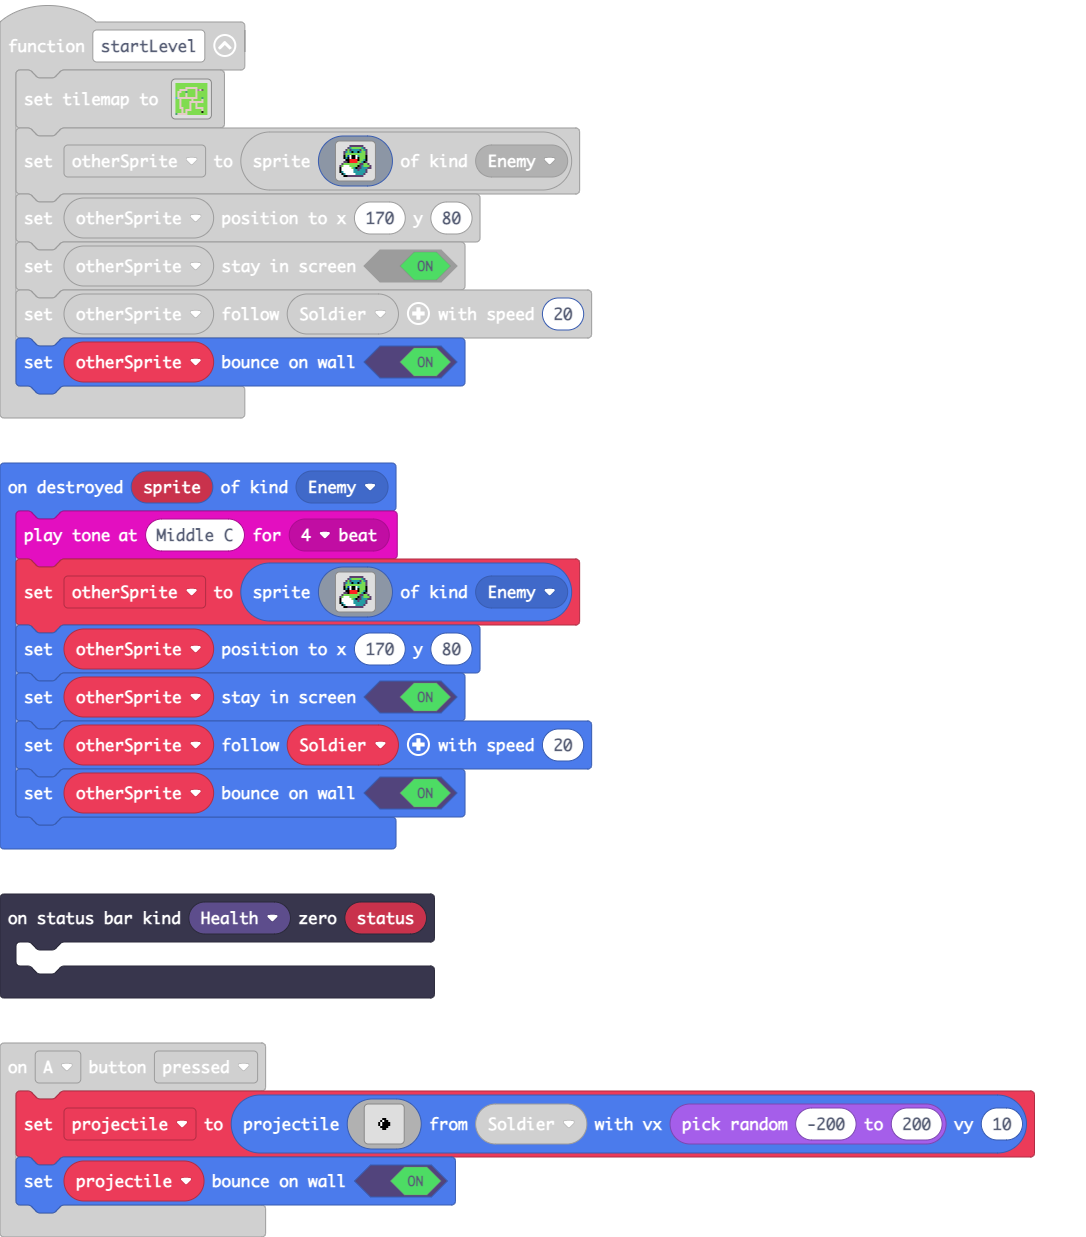 function startLevel
set tilemap to
set otherSprite to sprite of kind Enemy
set otherSprite position to x 170 y 80
set otherSprite stay in screen ON
set otherSprite follow Soldier with speed 20
set otherSprite bounce on wall ON
on destroyed sprite of kind Enemy
play tone at Middle C for 4 beat
set otherSprite to sprite of kind Enemy
set otherSprite position to x 170 y 80
set otherSprite stay in screen ON
set otherSprite follow Soldier with speed 20
set otherSprite bounce on wall ON
on status bar kind Health zero status
on A button pressed
set projectile to projectile from Soldier with vx pick random -200 to 200 vy 10
set projectile bounce on wall ON